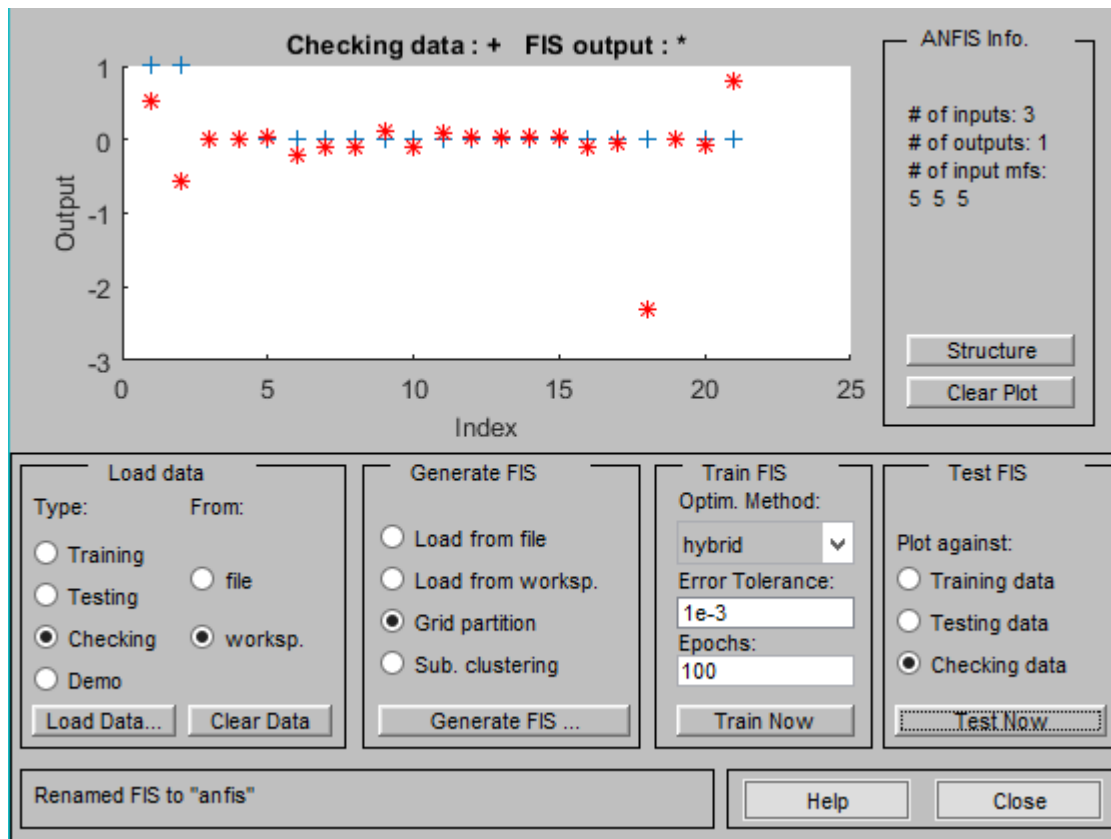 Checking data : +   FIS output : *
1
0
-1
-2
-3
Output
0 5 10 15 20 25
Index
ANFIS Info.
# of inputs: 3
# of outputs: 1
# of input mfs:
5 5 5
Structure
Clear Plot
Load data
Type: From:
Training
Testing
Checking
Demo
file
worksp.
Load Data...
Clear Data
Generate FIS
Load from file
Load from worksp.
Grid partition
Sub. clustering
Generate FIS ...
Train FIS
Optim. Method:
hybrid
Error Tolerance:
1e-3
Epochs:
100
Train Now
Test FIS
Plot against:
Training data
Testing data
Checking data
Test Now
Renamed FIS to "anfis"
Help
Close